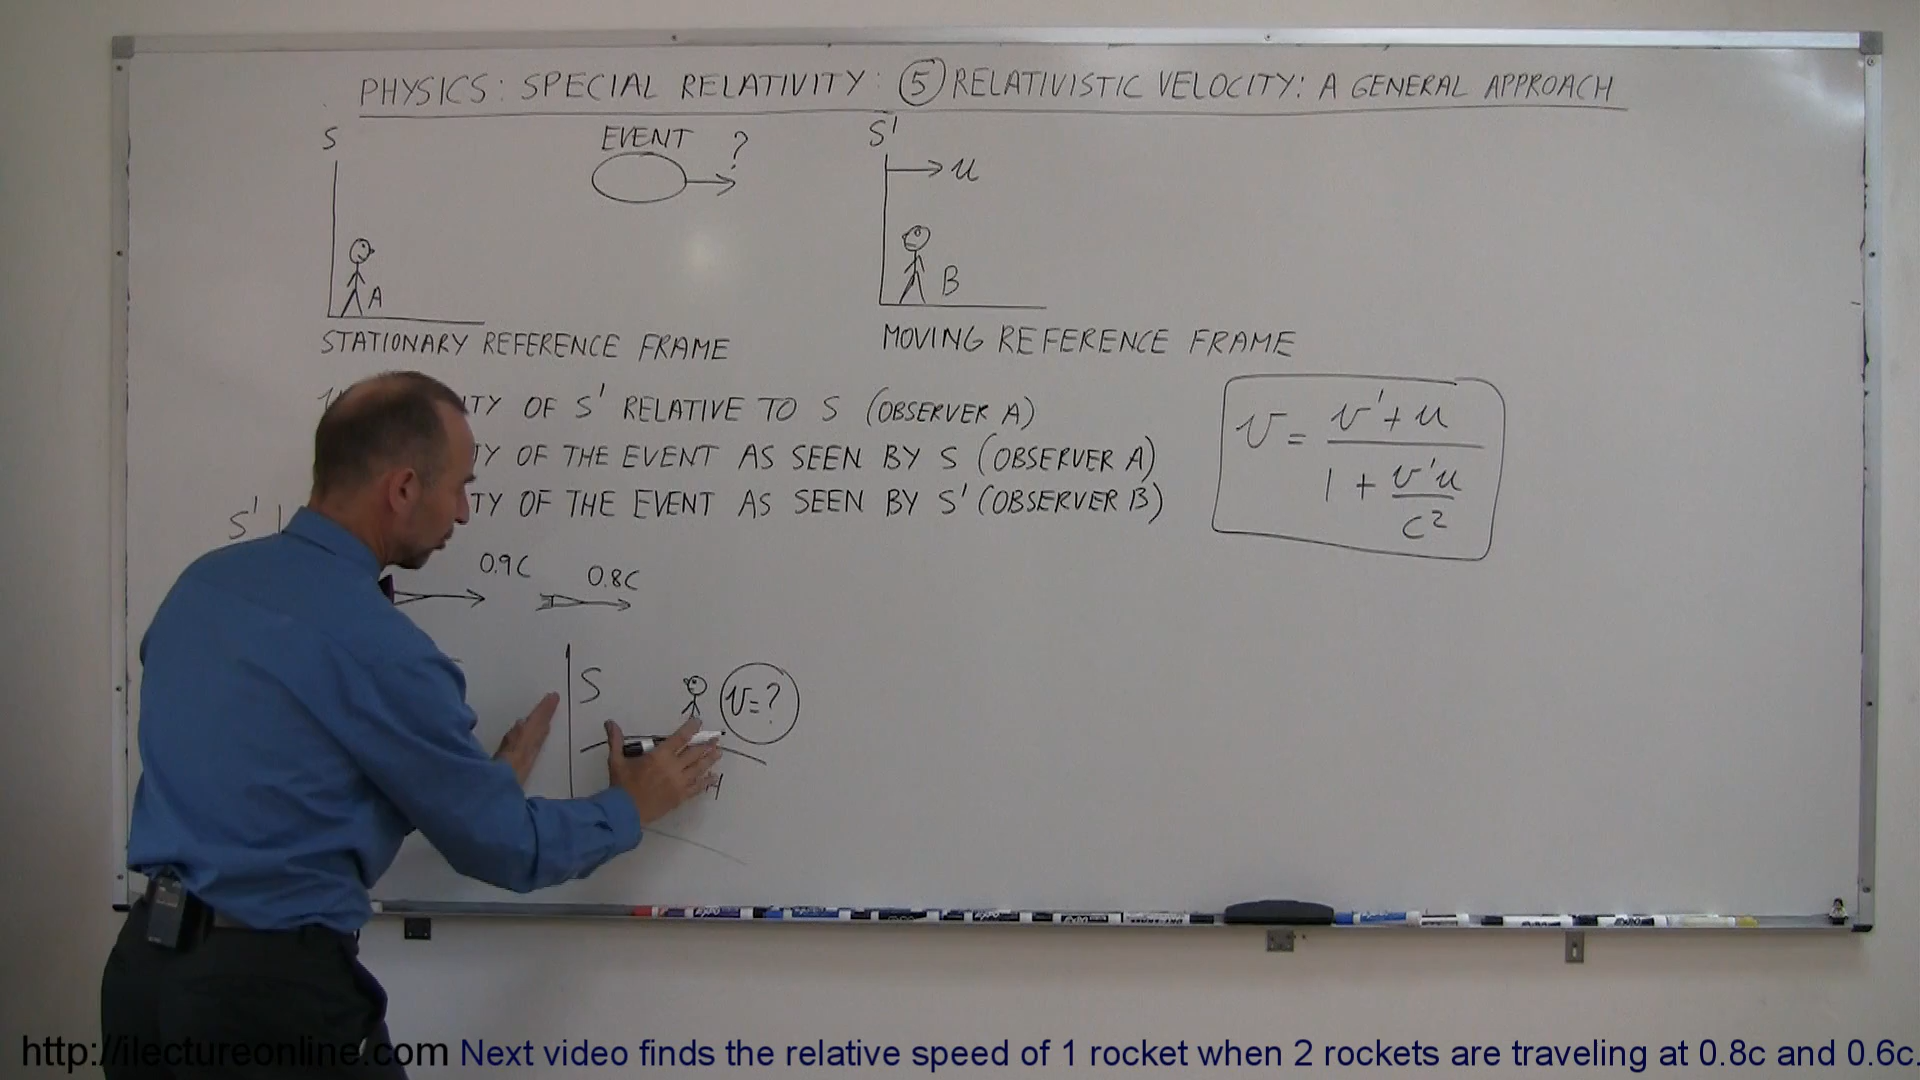 PHYSICS: SPECIAL RELATIVITY: ⑤ RELATIVISTIC VELOCITY: A GENERAL APPROACH
S
EVENT
?
S'
u
A
B
STATIONARY REFERENCE FRAME
MOVING REFERENCE FRAME
OF S' RELATIVE TO S (OBSERVER A)
OF THE EVENT AS SEEN BY S (OBSERVER A)
OF THE EVENT AS SEEN BY S' (OBSERVER B)
v = (v' + u) / (1 + v'u/c²)
S'
0.9C
0.8C
S
v = ?
http://ilectureonline.com Next video finds the relative speed of 1 rocket when 2 rockets are traveling at 0.8c and 0.6c.